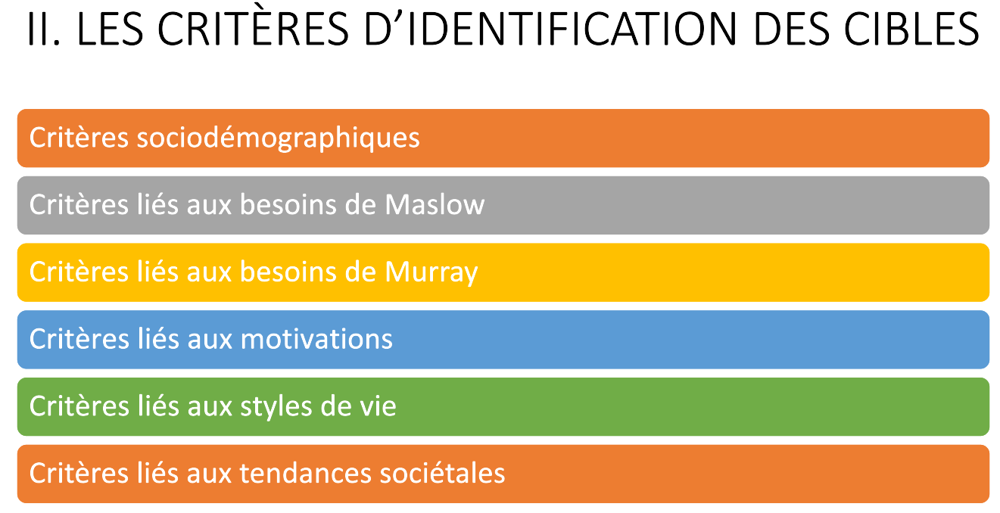 II. LES CRITÈRES D’IDENTIFICATION DES CIBLES
Critères sociodémographiques
Critères liés aux besoins de Maslow
Critères liés aux besoins de Murray
Critères liés aux motivations
Critères liés aux styles de vie
Critères liés aux tendances sociétales